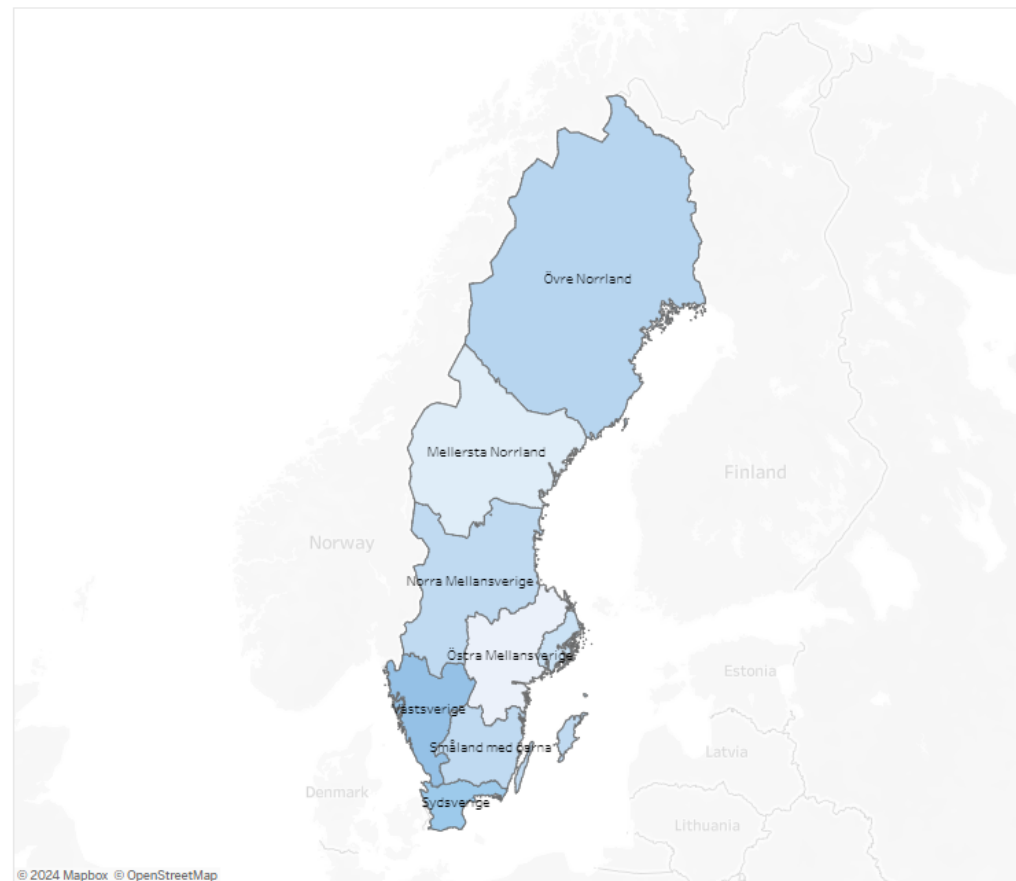 Övre Norrland
Mellersta Norrland
Finland
Norway
Norra Mellansverige
Östra Mellansverige
Estonia
Västsverige
Småland med öarna
Latvia
Denmark
Sydsverige
Lithuania
© 2024 Mapbox © OpenStreetMap